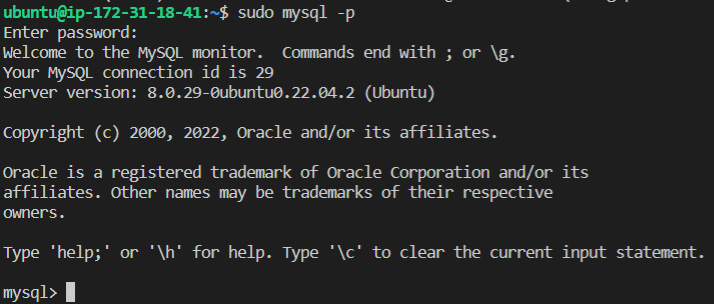 ubuntu@ip-172-31-18-41:~$ sudo mysql -p
Enter password:
Welcome to the MySQL monitor.  Commands end with ; or \g.
Your MySQL connection id is 29
Server version: 8.0.29-0ubuntu0.22.04.2 (Ubuntu)

Copyright (c) 2000, 2022, Oracle and/or its affiliates.

Oracle is a registered trademark of Oracle Corporation and/or its
affiliates. Other names may be trademarks of their respective
owners.

Type 'help;' or '\h' for help. Type '\c' to clear the current input statement.

mysql>